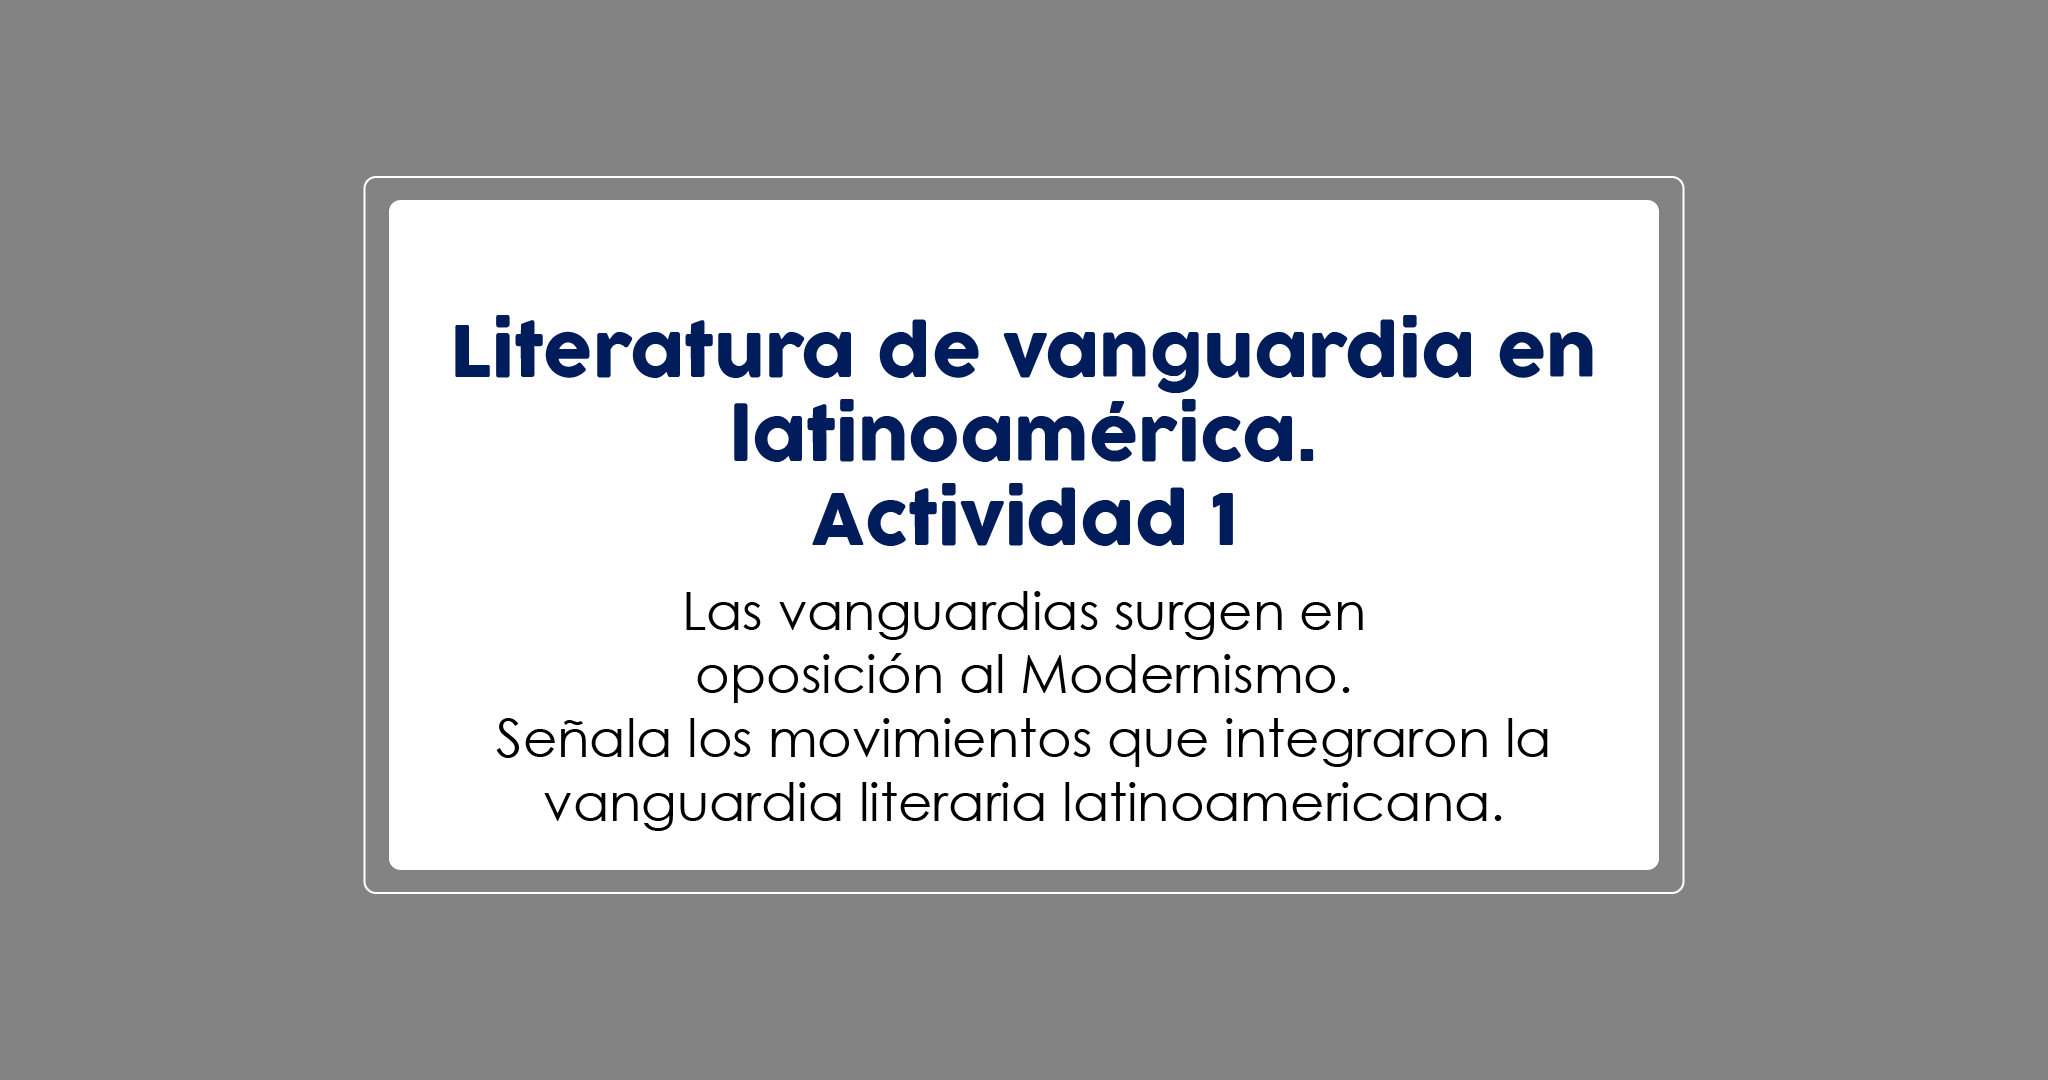 Literatura de vanguardia en
latinoamérica.
Actividad 1
Las vanguardias surgen en
oposición al Modernismo.
Señala los movimientos que integraron la
vanguardia literaria latinoamericana.